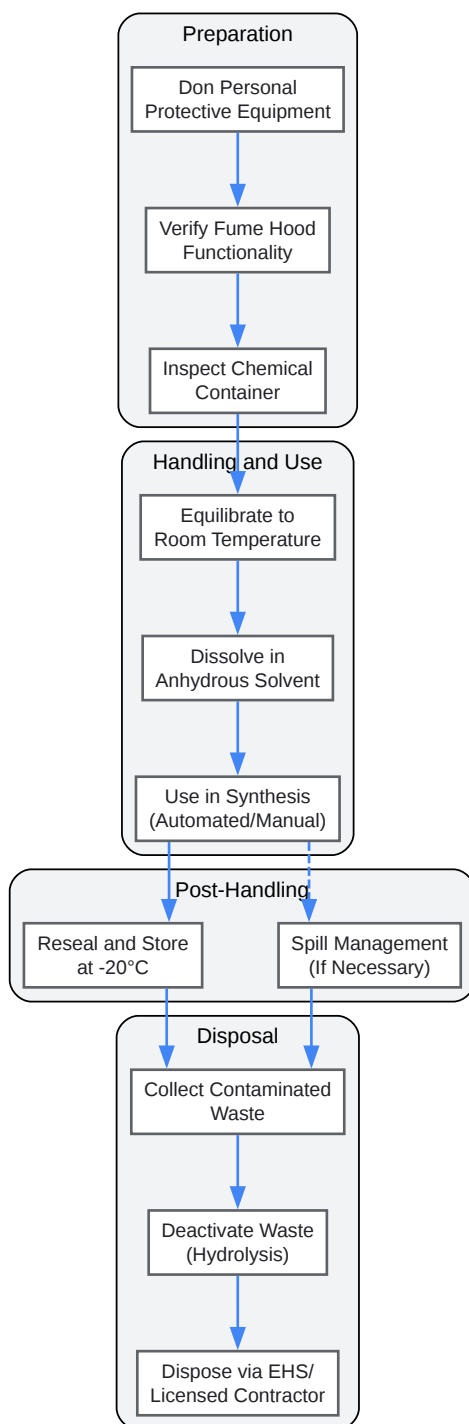 Preparation
Don Personal
Protective Equipment
Verify Fume Hood
Functionality
Inspect Chemical
Container
Handling and Use
Equilibrate to
Room Temperature
Dissolve in
Anhydrous Solvent
Use in Synthesis
(Automated/Manual)
Post-Handling
Reseal and Store
at -20°C
Spill Management
(If Necessary)
Disposal
Collect Contaminated
Waste
Deactivate Waste
(Hydrolysis)
Dispose via EHS/
Licensed Contractor